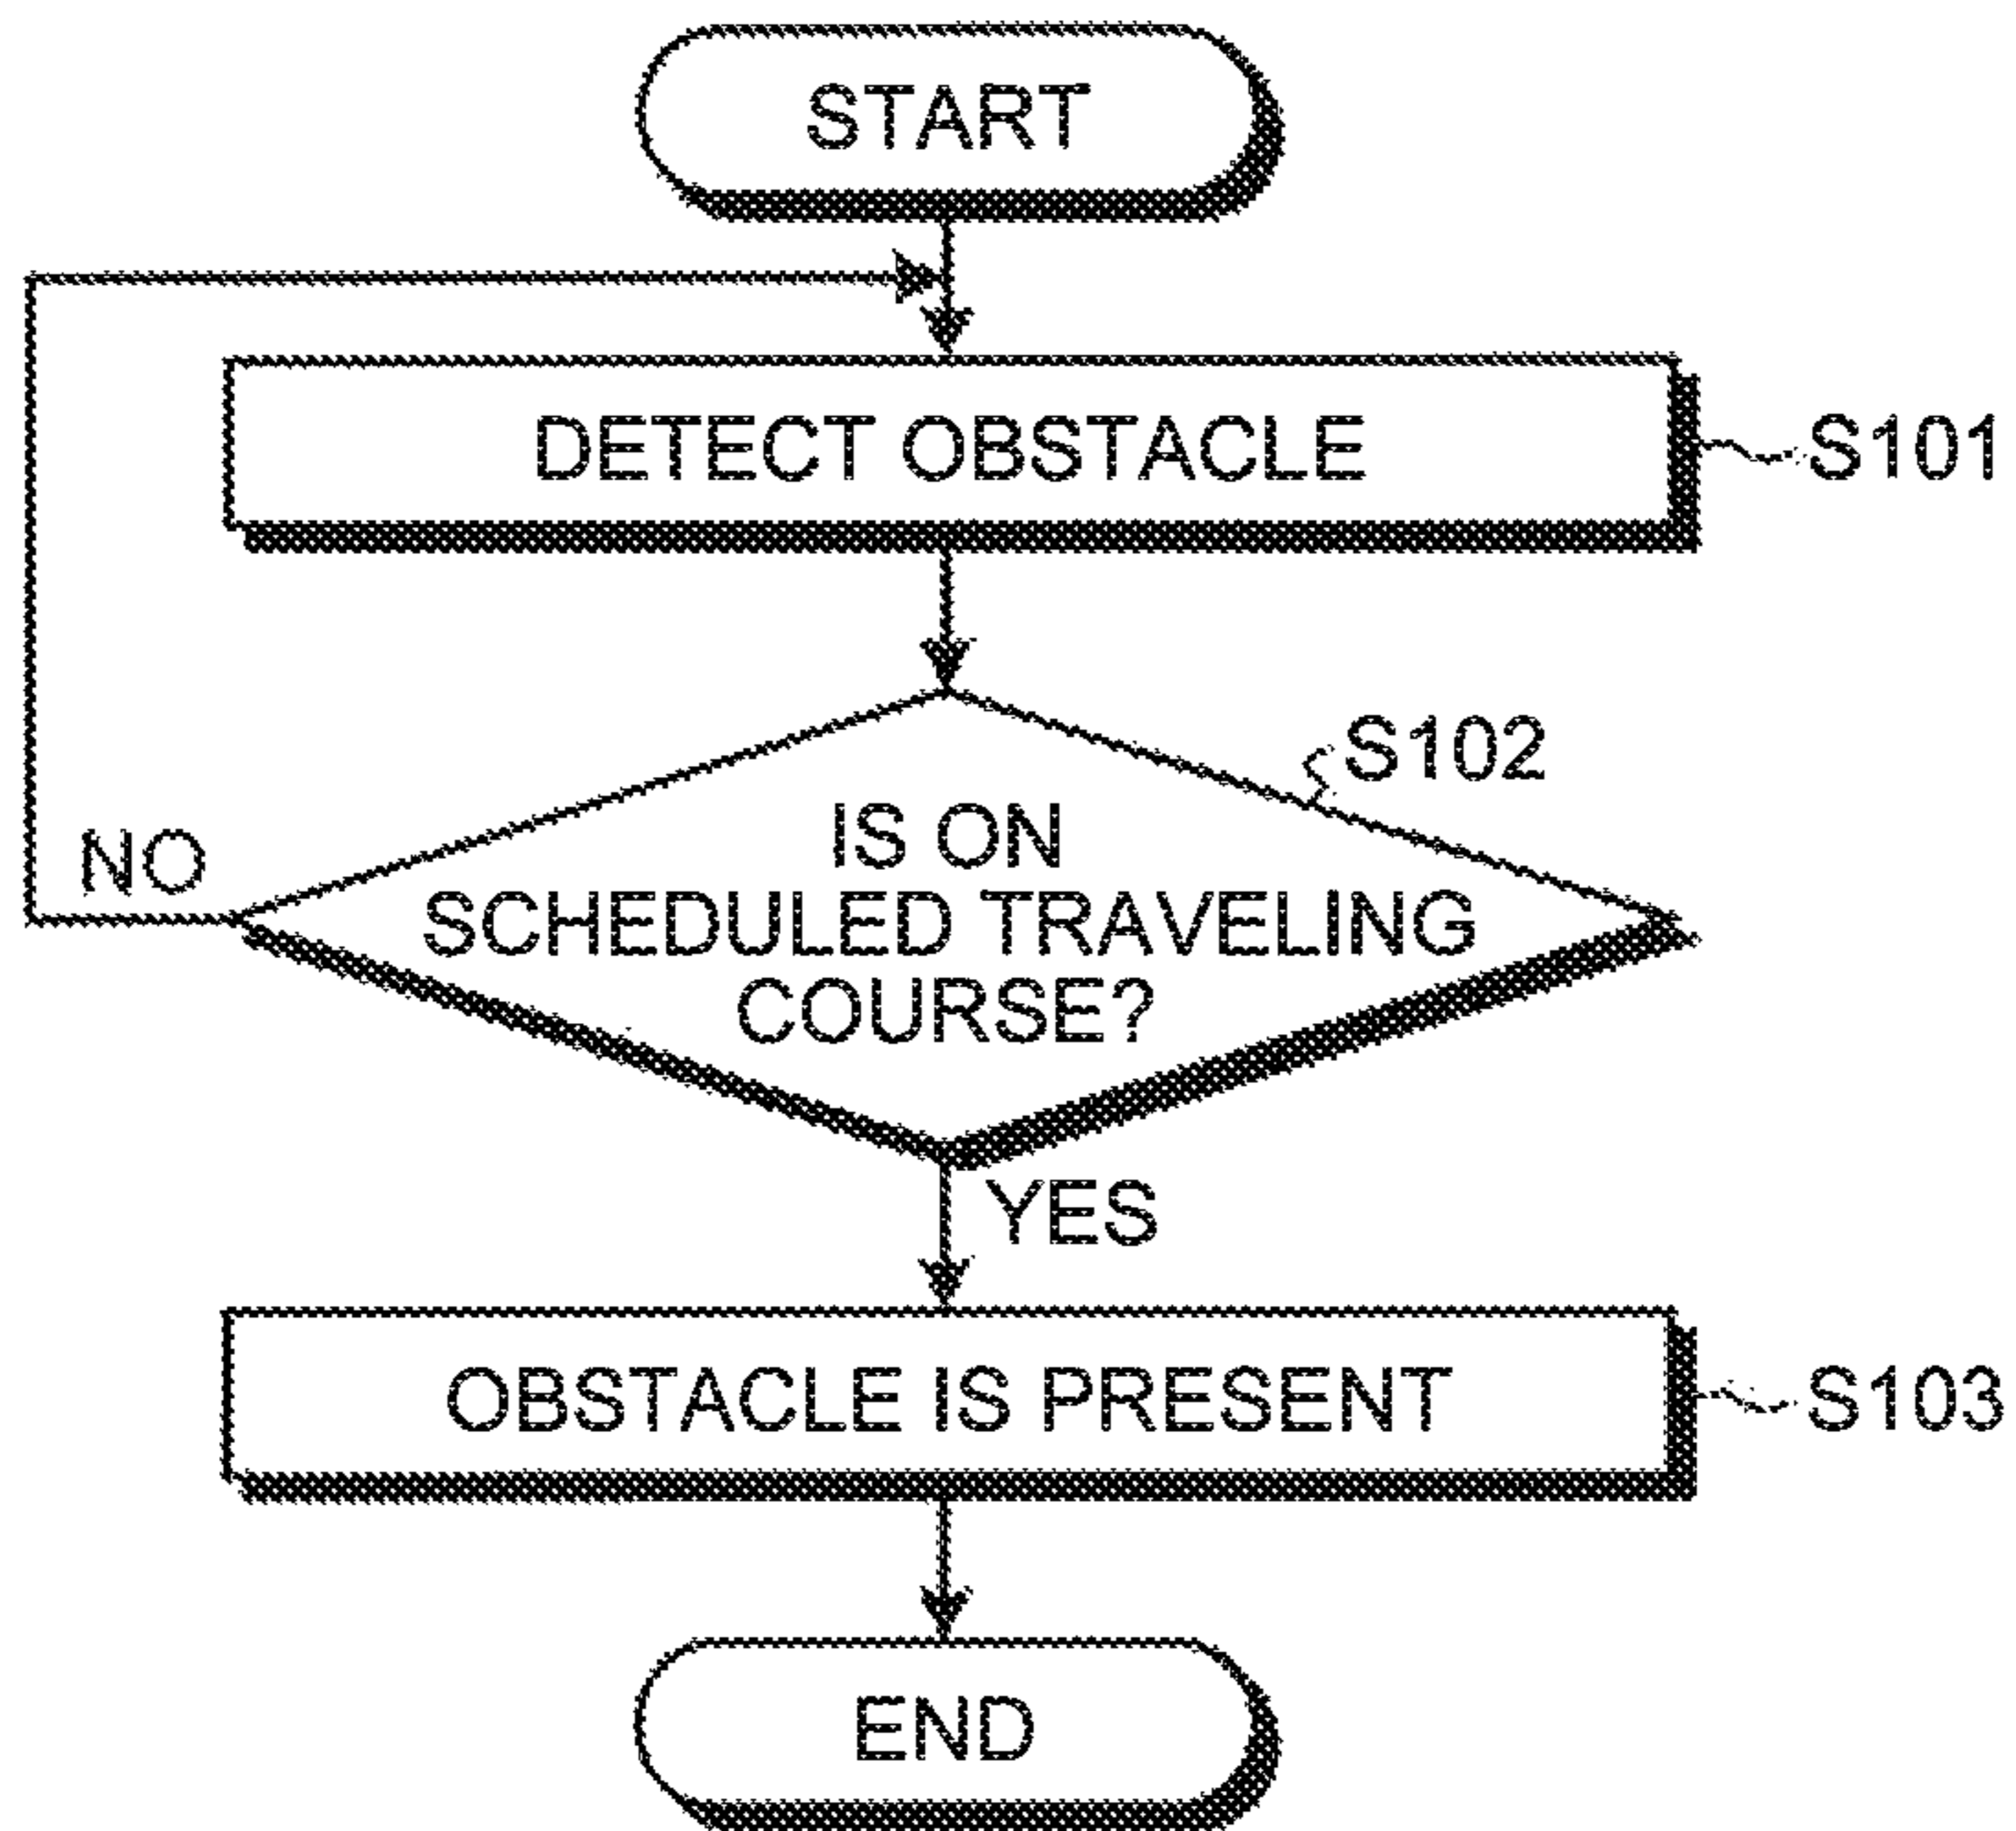 START
DETECT OBSTACLE
S101
S102
IS ON
SCHEDULED TRAVELING
COURSE?
NO
YES
OBSTACLE IS PRESENT
S103
END